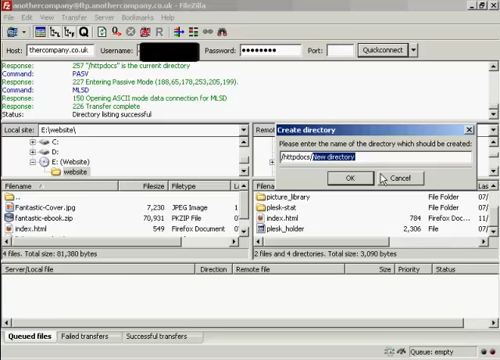 anothercompany@ftp.anothercompany.co.uk - FileZilla
File Edit View Transfer Server Bookmarks Help
Host: thercompany.co.uk Username: Password: ●●●●●●●● Port: Quickconnect
Response: 257 "/httpdocs" is the current directory
Command: PASV
Response: 227 Entering Passive Mode (188,65,178,253,205,199).
Command: MLSD
Response: 150 Opening ASCII mode data connection for MLSD
Response: 226 Transfer complete
Status: Directory listing successful
Create directory
Please enter the name of the directory which should be created:
/httpdocs/New directory
OK Cancel
Local site: E:\website\
C:
D:
E: (Website)
website
Filename Filesize Filetype
..
Fantastic-Cover.jpg 7,230 JPEG Image
fantastic-ebook.zip 70,931 PKZIP File
index.html 549 Firefox Document
4 files. Total size: 81,380 bytes
picture_library File Folder 07/
plesk-stat File Folder 07/
index.html 784 Firefox Doc...
plesk_holder 2,306 File Folder
2 files and 4 directories. Total size: 3,090 bytes
Server/Local file Direction Remote file Size Priority Status
Queued files Failed transfers Successful transfers
Queue: empty